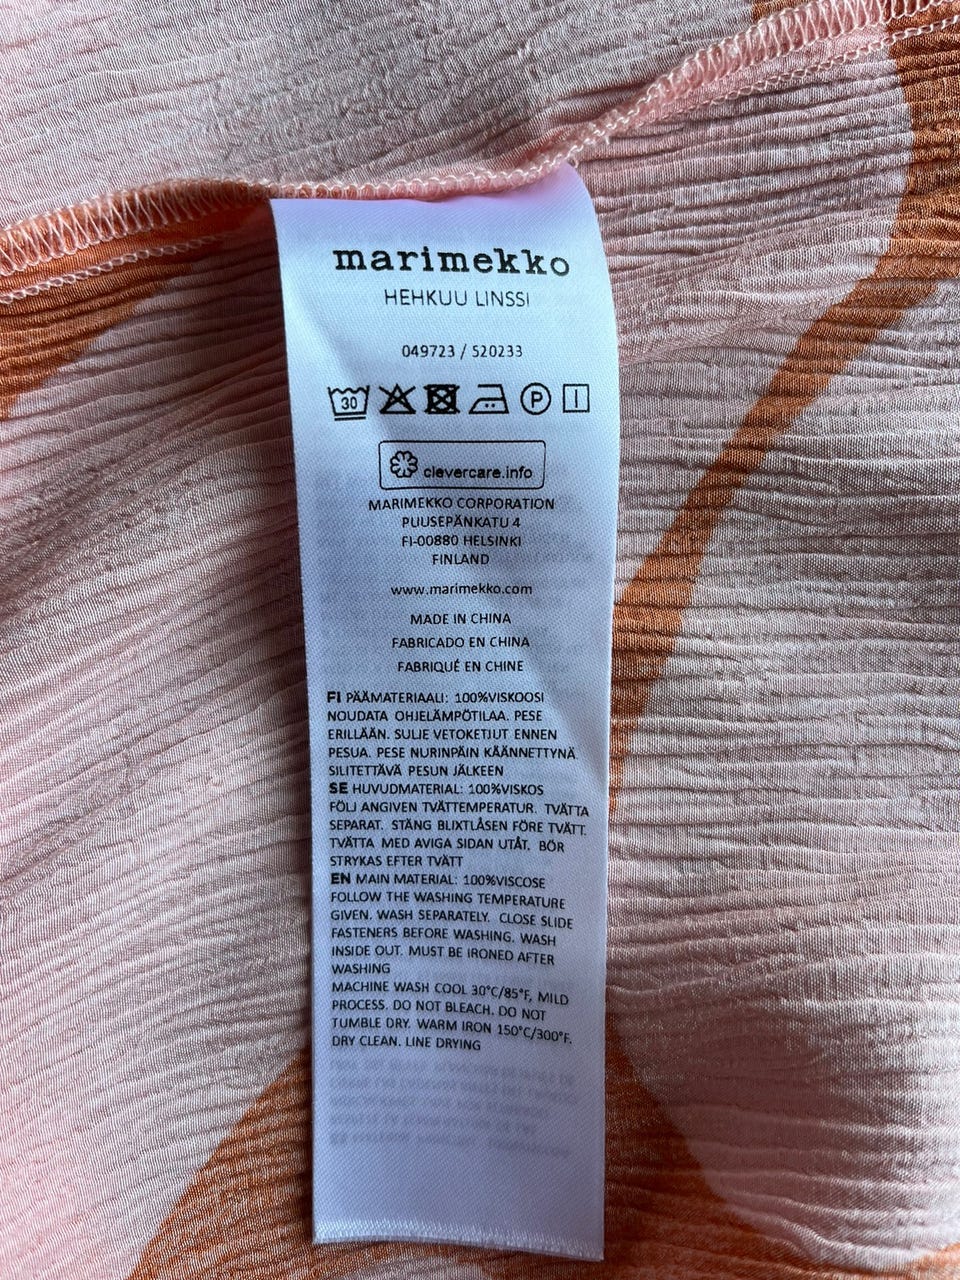 marimekko
HEHKUU LINSSI
049723 / 520233
30 P
clevercare.info
MARIMEKKO CORPORATION
PUUSEPÄNKATU 4
FI-00880 HELSINKI
FINLAND
www.marimekko.com
MADE IN CHINA
FABRICADO EN CHINA
FABRIQUÉ EN CHINE
FI PÄÄMATERIAALI: 100%VISKOOSI
NOUDATA OHJELÄMPÖTILAA. PESE
ERILLÄÄN. SULJE VETOKETJUT ENNEN
PESUA. PESE NURINPÄIN KÄÄNNETTYNÄ.
SILITETTÄVÄ PESUN JÄLKEEN
SE HUVUDMATERIAL: 100%VISKOS
FÖLJ ANGIVEN TVÄTTEMPERATUR. TVÄTTA
SEPARAT. STÄNG BLIXTLÅSEN FÖRE TVÄTT.
TVÄTTA MED AVIGA SIDAN UTÅT. BÖR
STRYKAS EFTER TVÄTT
EN MAIN MATERIAL: 100%VISCOSE
FOLLOW THE WASHING TEMPERATURE
GIVEN. WASH SEPARATELY. CLOSE SLIDE
FASTENERS BEFORE WASHING. WASH
INSIDE OUT. MUST BE IRONED AFTER
WASHING
MACHINE WASH COOL 30°C/85°F, MILD
PROCESS. DO NOT BLEACH. DO NOT
TUMBLE DRY. WARM IRON 150°C/300°F.
DRY CLEAN. LINE DRYING